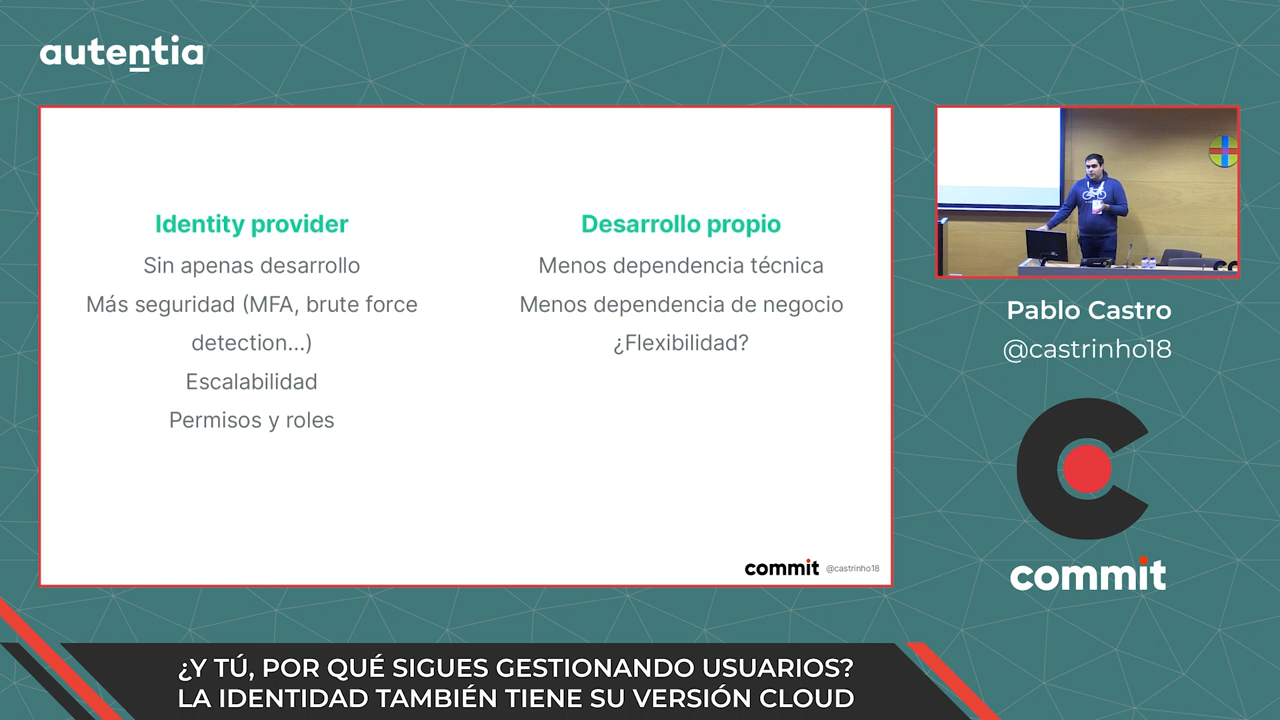 autentia
Identity provider
Sin apenas desarrollo
Más seguridad (MFA, brute force
detection...)
Escalabilidad
Permisos y roles
Desarrollo propio
Menos dependencia técnica
Menos dependencia de negocio
¿Flexibilidad?
commit @castrinho18
Pablo Castro
@castrinho18
commit
¿Y TÚ, POR QUÉ SIGUES GESTIONANDO USUARIOS?
LA IDENTIDAD TAMBIÉN TIENE SU VERSIÓN CLOUD